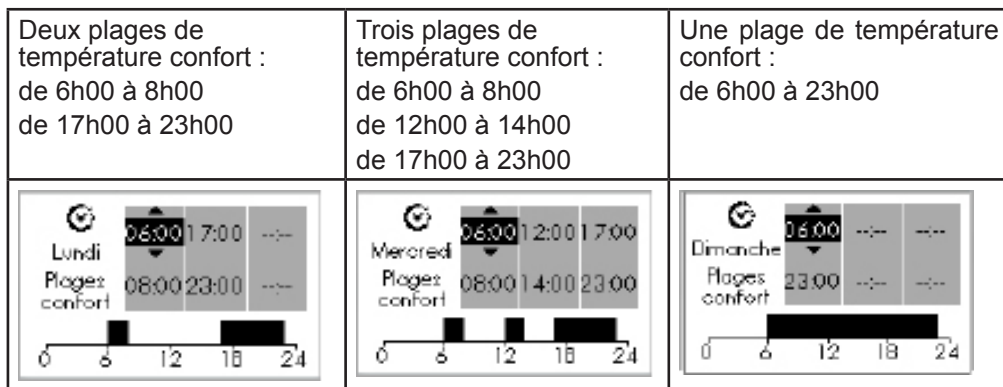 Deux plages de
température confort :
de 6h00 à 8h00
de 17h00 à 23h00
Trois plages de
température confort :
de 6h00 à 8h00
de 12h00 à 14h00
de 17h00 à 23h00
Une plage de température
confort :
de 6h00 à 23h00
06:00 17:00 --:--
Lundi
Plages
confort
08:00 23:00 --:--
0 6 12 18 24
06:00 12:00 17:00
Mercredi
Plages
confort
08:00 14:00 23:00
0 6 12 18 24
06:00 --:-- --:--
Dimanche
Plages
confort
23:00 --:-- --:--
0 6 12 18 24